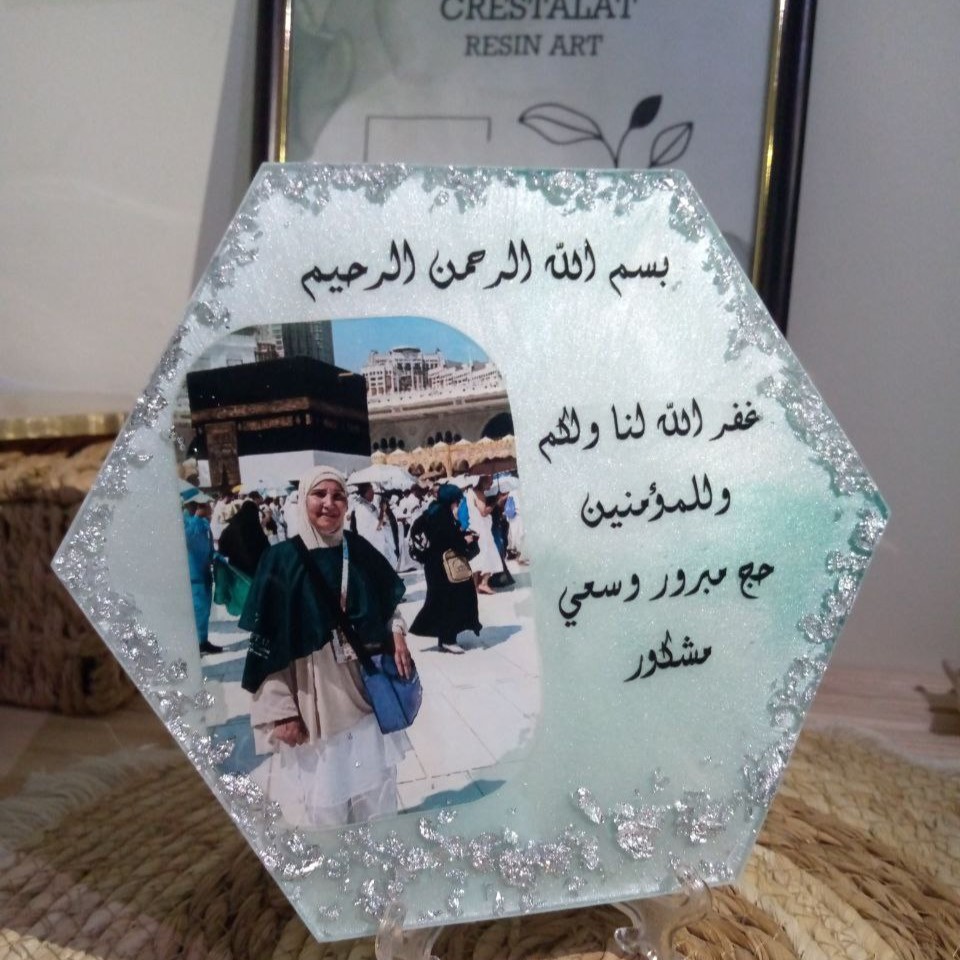 CRESTALAT
RESIN ART
بسم الله الرحمن الرحيم
غفر الله لنا ولكم
وللمؤمنين
حج مبرور وسعي
مشكور